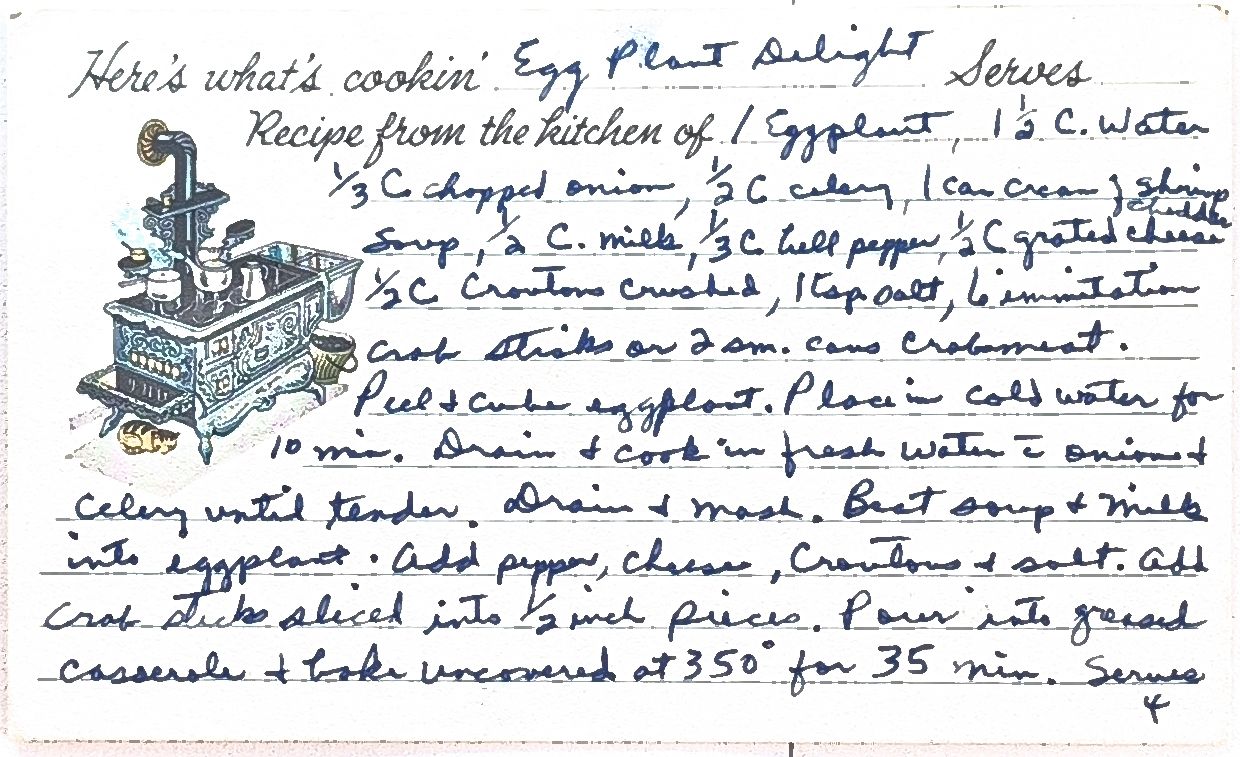 Here's what's cookin' Egg Plant Delight Serves
Recipe from the kitchen of 1 Eggplant, 1 1/2 C. Water
1/3 C chopped onion, 1/2 C celery, 1 can cream of shrimp
soup, 1/2 C. milk, 1/3 C bell pepper, 1/2 C grated cheddar cheese
1/2 C Croutons crushed, 1 tsp salt, 6 immitation
crab sticks or 2 sm. cans crabmeat.
Peel & cube eggplant. Place in cold water for
10 min. Drain & cook in fresh water c̄ onion &
celery until tender. Drain & mash. Beat soup & milk
into eggplant. Add pepper, cheese, Croutons & salt. Add
crab sticks sliced into 1/2 inch pieces. Pour into greased
casserole & bake uncovered at 350° for 35 min. Serves
4